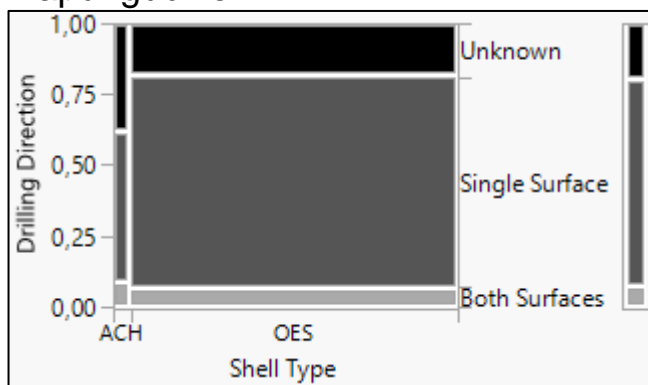 1,00
Unknown
0,75
0,50
Single Surface
0,25
0,00
Both Surfaces
Drilling Direction
ACH OES
Shell Type